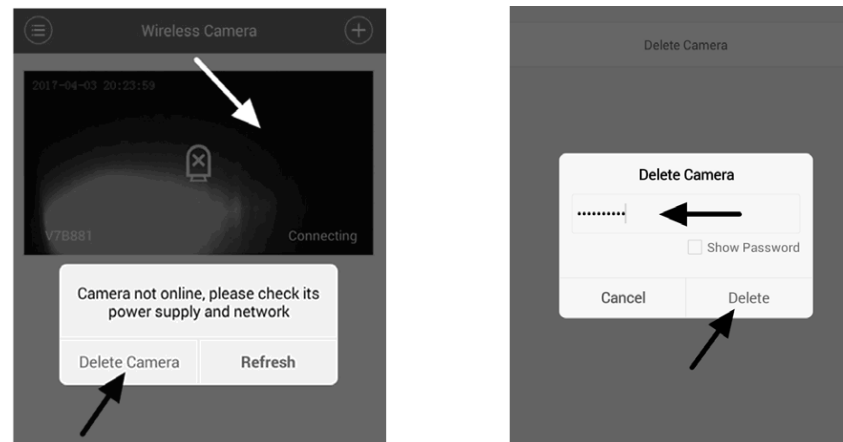 Wireless Camera
2017-04-03 20:23:59
V7B881
Connecting
Camera not online, please check its
power supply and network
Delete Camera
Refresh
Delete Camera
Delete Camera
••••••••••
Show Password
Cancel
Delete